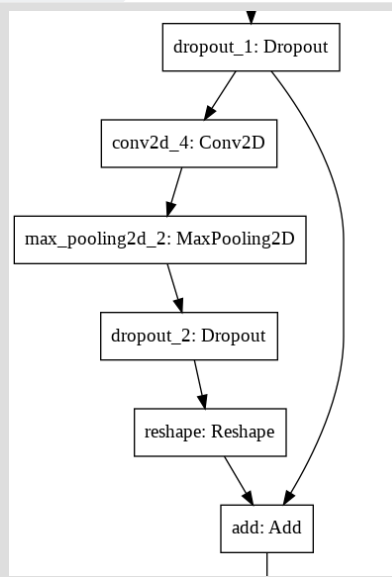 dropout_1: Dropout
conv2d_4: Conv2D
max_pooling2d_2: MaxPooling2D
dropout_2: Dropout
reshape: Reshape
add: Add